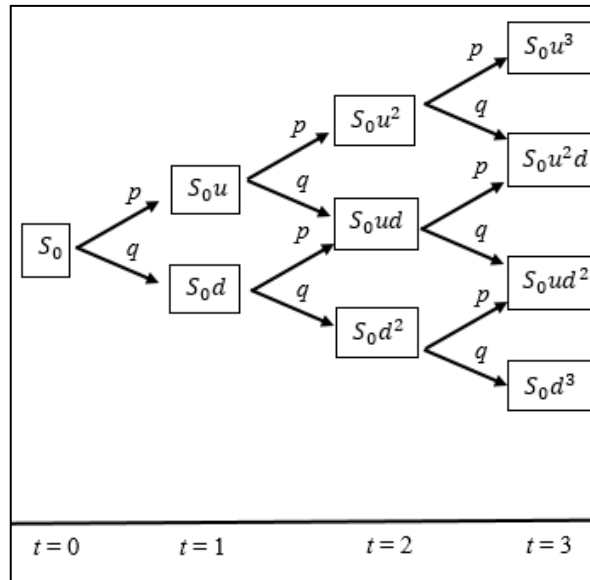 S₀u³
p
S₀u²
q
p
S₀u²d
p
S₀u
q
p
p
S₀
S₀ud
q
p
q
S₀d
S₀ud²
q
p
S₀d²
q
S₀d³
t = 0 t = 1 t = 2 t = 3